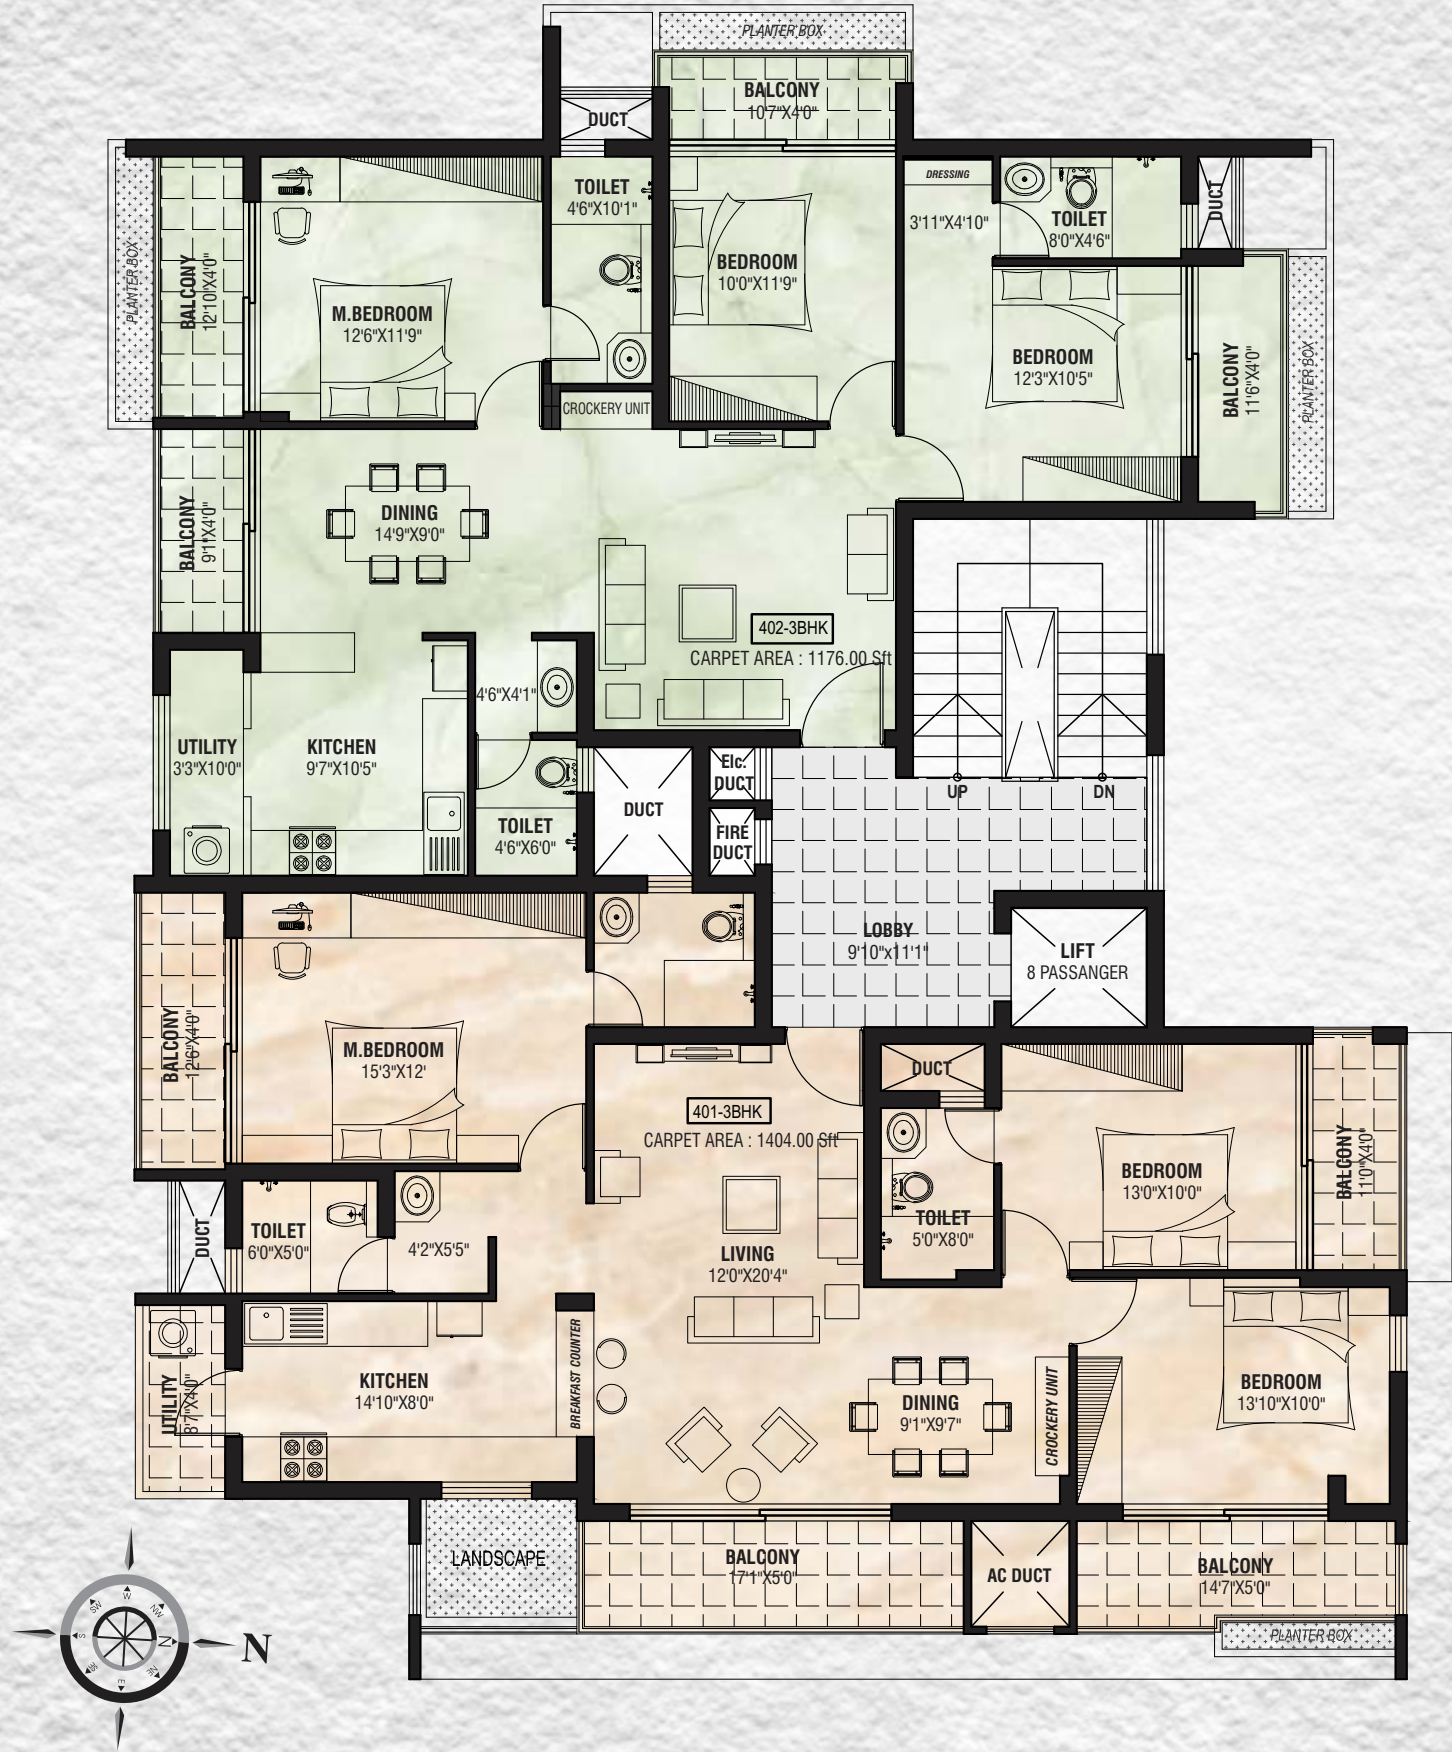 PLANTER BOX
BALCONY
10'7"X4'0"
DUCT
PLANTER BOX
BALCONY
12'10"X4'0"
M.BEDROOM
12'6"X11'9"
TOILET
4'6"X10'1"
CROCKERY UNIT
BEDROOM
10'0"X11'9"
DRESSING
3'11"X4'10"
TOILET
8'0"X4'6"
DUCT
BEDROOM
12'3"X10'5"
BALCONY
11'6"X4'0"
PLANTER BOX
BALCONY
9'1"X4'0"
DINING
14'9"X9'0"
402-3BHK
CARPET AREA : 1176.00 Sft
4'6"X4'1"
UTILITY
3'3"X10'0"
KITCHEN
9'7"X10'5"
TOILET
4'6"X6'0"
DUCT
Elc.
DUCT
FIRE
DUCT
UP
DN
LOBBY
9'10"x11'1"
LIFT
8 PASSANGER
BALCONY
12'6"X4'0"
M.BEDROOM
15'3"X12'
401-3BHK
CARPET AREA : 1404.00 Sft
DUCT
BEDROOM
13'0"X10'0"
BALCONY
11'0"X4'0"
DUCT
TOILET
6'0"X5'0"
4'2"X5'5"
LIVING
12'0"X20'4"
TOILET
5'0"X8'0"
UTILITY
8'7"X4'0"
KITCHEN
14'10"X8'0"
BREAKFAST COUNTER
DINING
9'1"X9'7"
CROCKERY UNIT
BEDROOM
13'10"X10'0"
LANDSCAPE
BALCONY
17'1"X5'0"
AC DUCT
BALCONY
14'7"X5'0"
PLANTER BOX
W
SW
NW
S
N
N
SE
NE
E